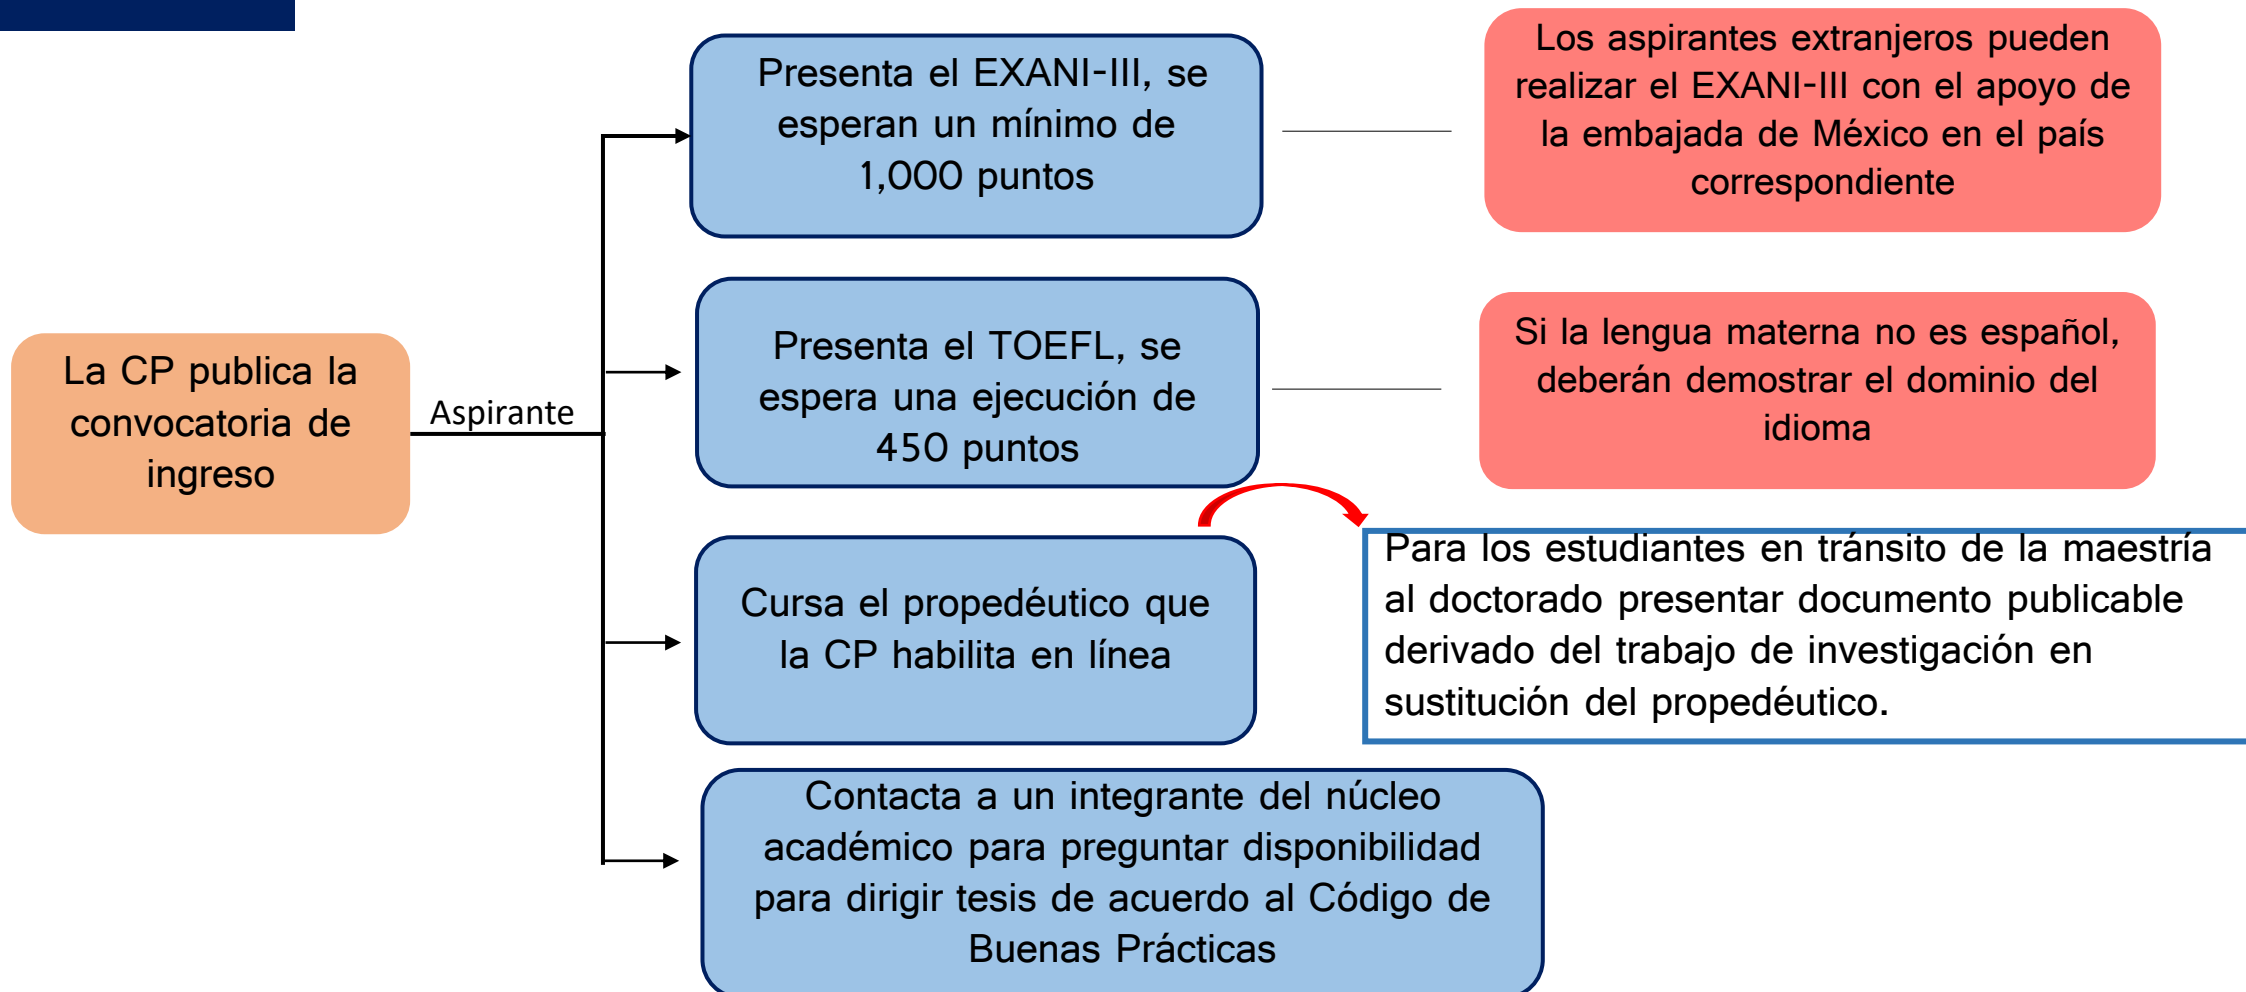 Presenta el EXANI-III, se
esperan un mínimo de
1,000 puntos
Los aspirantes extranjeros pueden
realizar el EXANI-III con el apoyo de
la embajada de México en el país
correspondiente
La CP publica la
convocatoria de
ingreso
Aspirante
Presenta el TOEFL, se
espera una ejecución de
450 puntos
Si la lengua materna no es español,
deberán demostrar el dominio del
idioma
Cursa el propedéutico que
la CP habilita en línea
Para los estudiantes en tránsito de la maestría
al doctorado presentar documento publicable
derivado del trabajo de investigación en
sustitución del propedéutico.
Contacta a un integrante del núcleo
académico para preguntar disponibilidad
para dirigir tesis de acuerdo al Código de
Buenas Prácticas